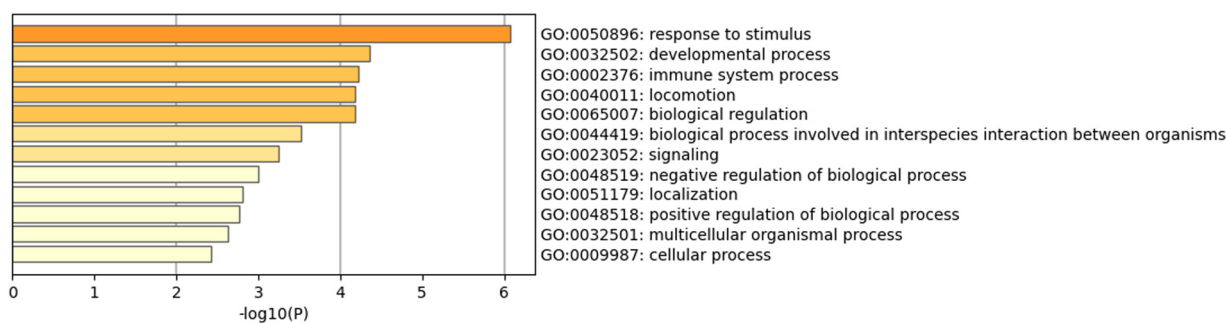 GO:0050896: response to stimulus
GO:0032502: developmental process
GO:0002376: immune system process
GO:0040011: locomotion
GO:0065007: biological regulation
GO:0044419: biological process involved in interspecies interaction between organisms
GO:0023052: signaling
GO:0048519: negative regulation of biological process
GO:0051179: localization
GO:0048518: positive regulation of biological process
GO:0032501: multicellular organismal process
GO:0009987: cellular process
0 1 2 3 4 5 6
-log10(P)